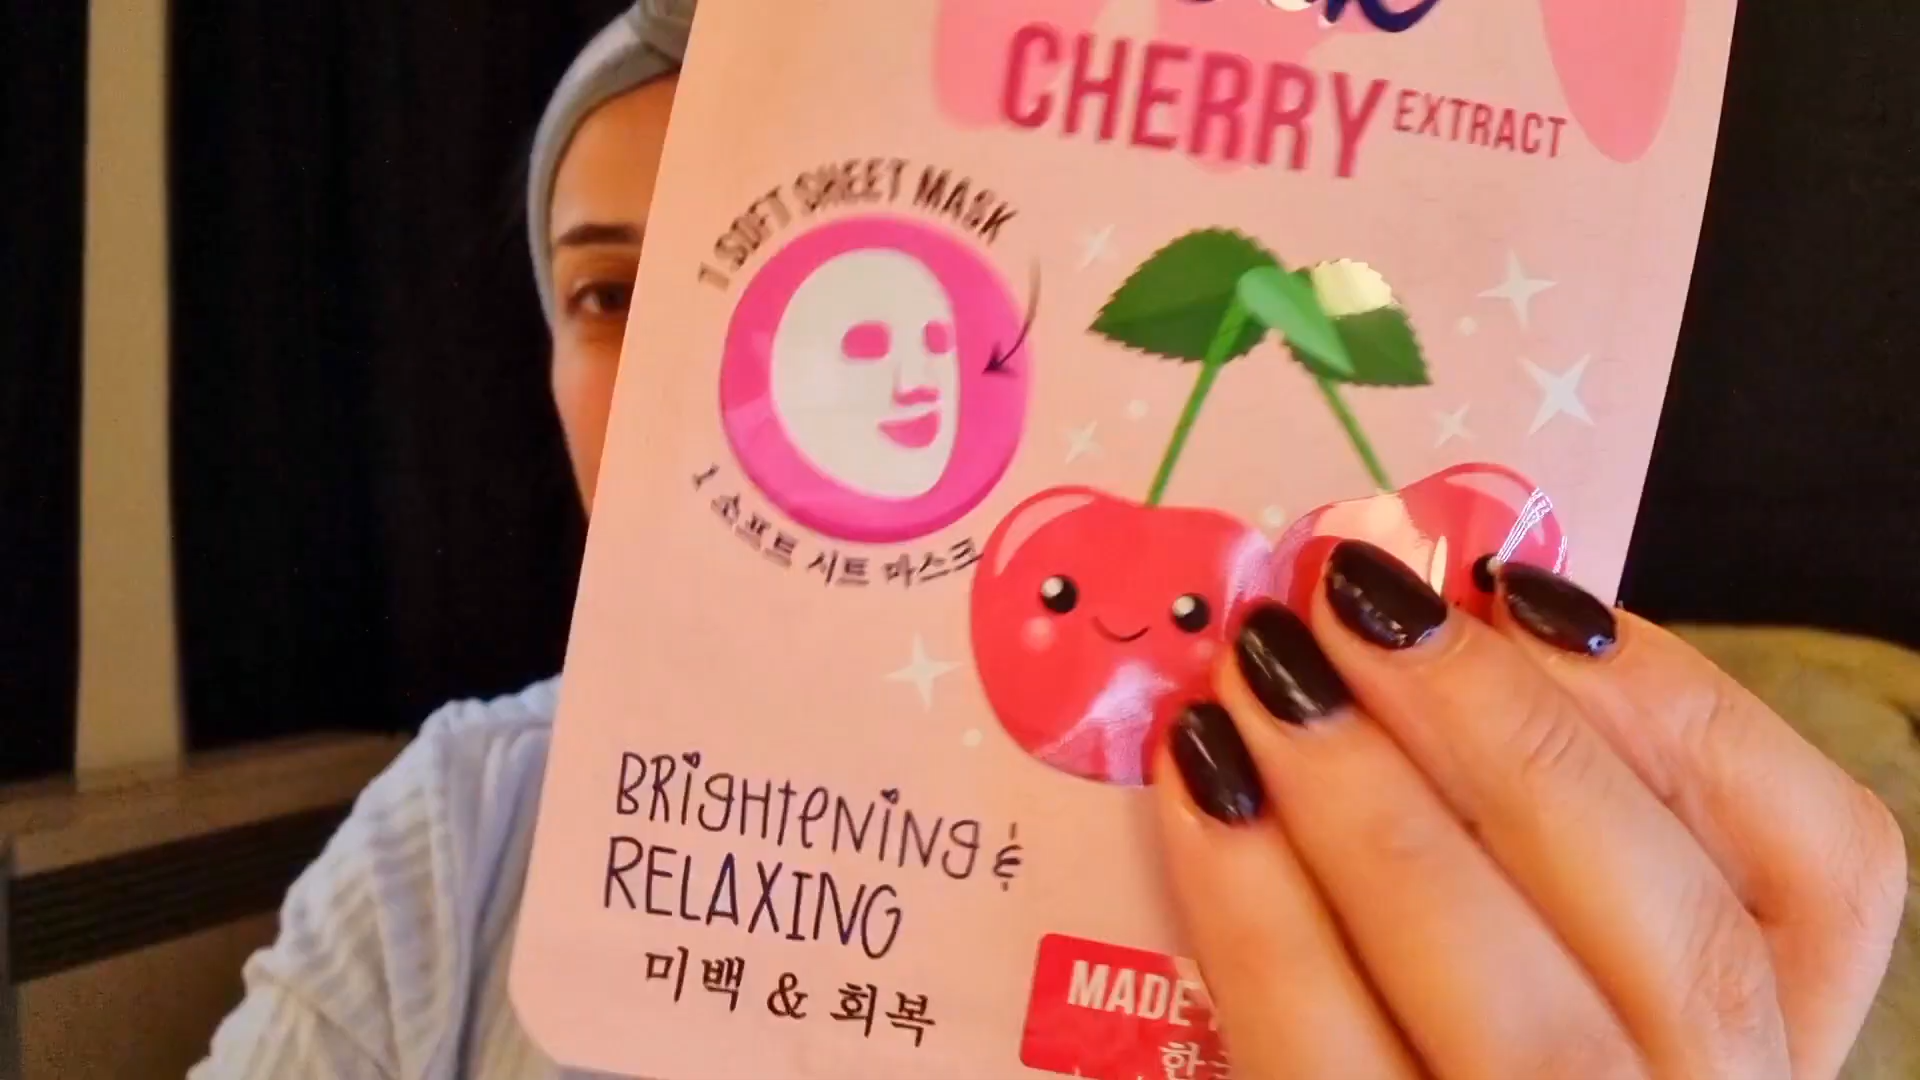 CHERRY EXTRACT
1 SOFT SHEET MASK
1 소프트 시트 마스크
BRIGHTENING &
RELAXING
미백 & 회복
MADE
한